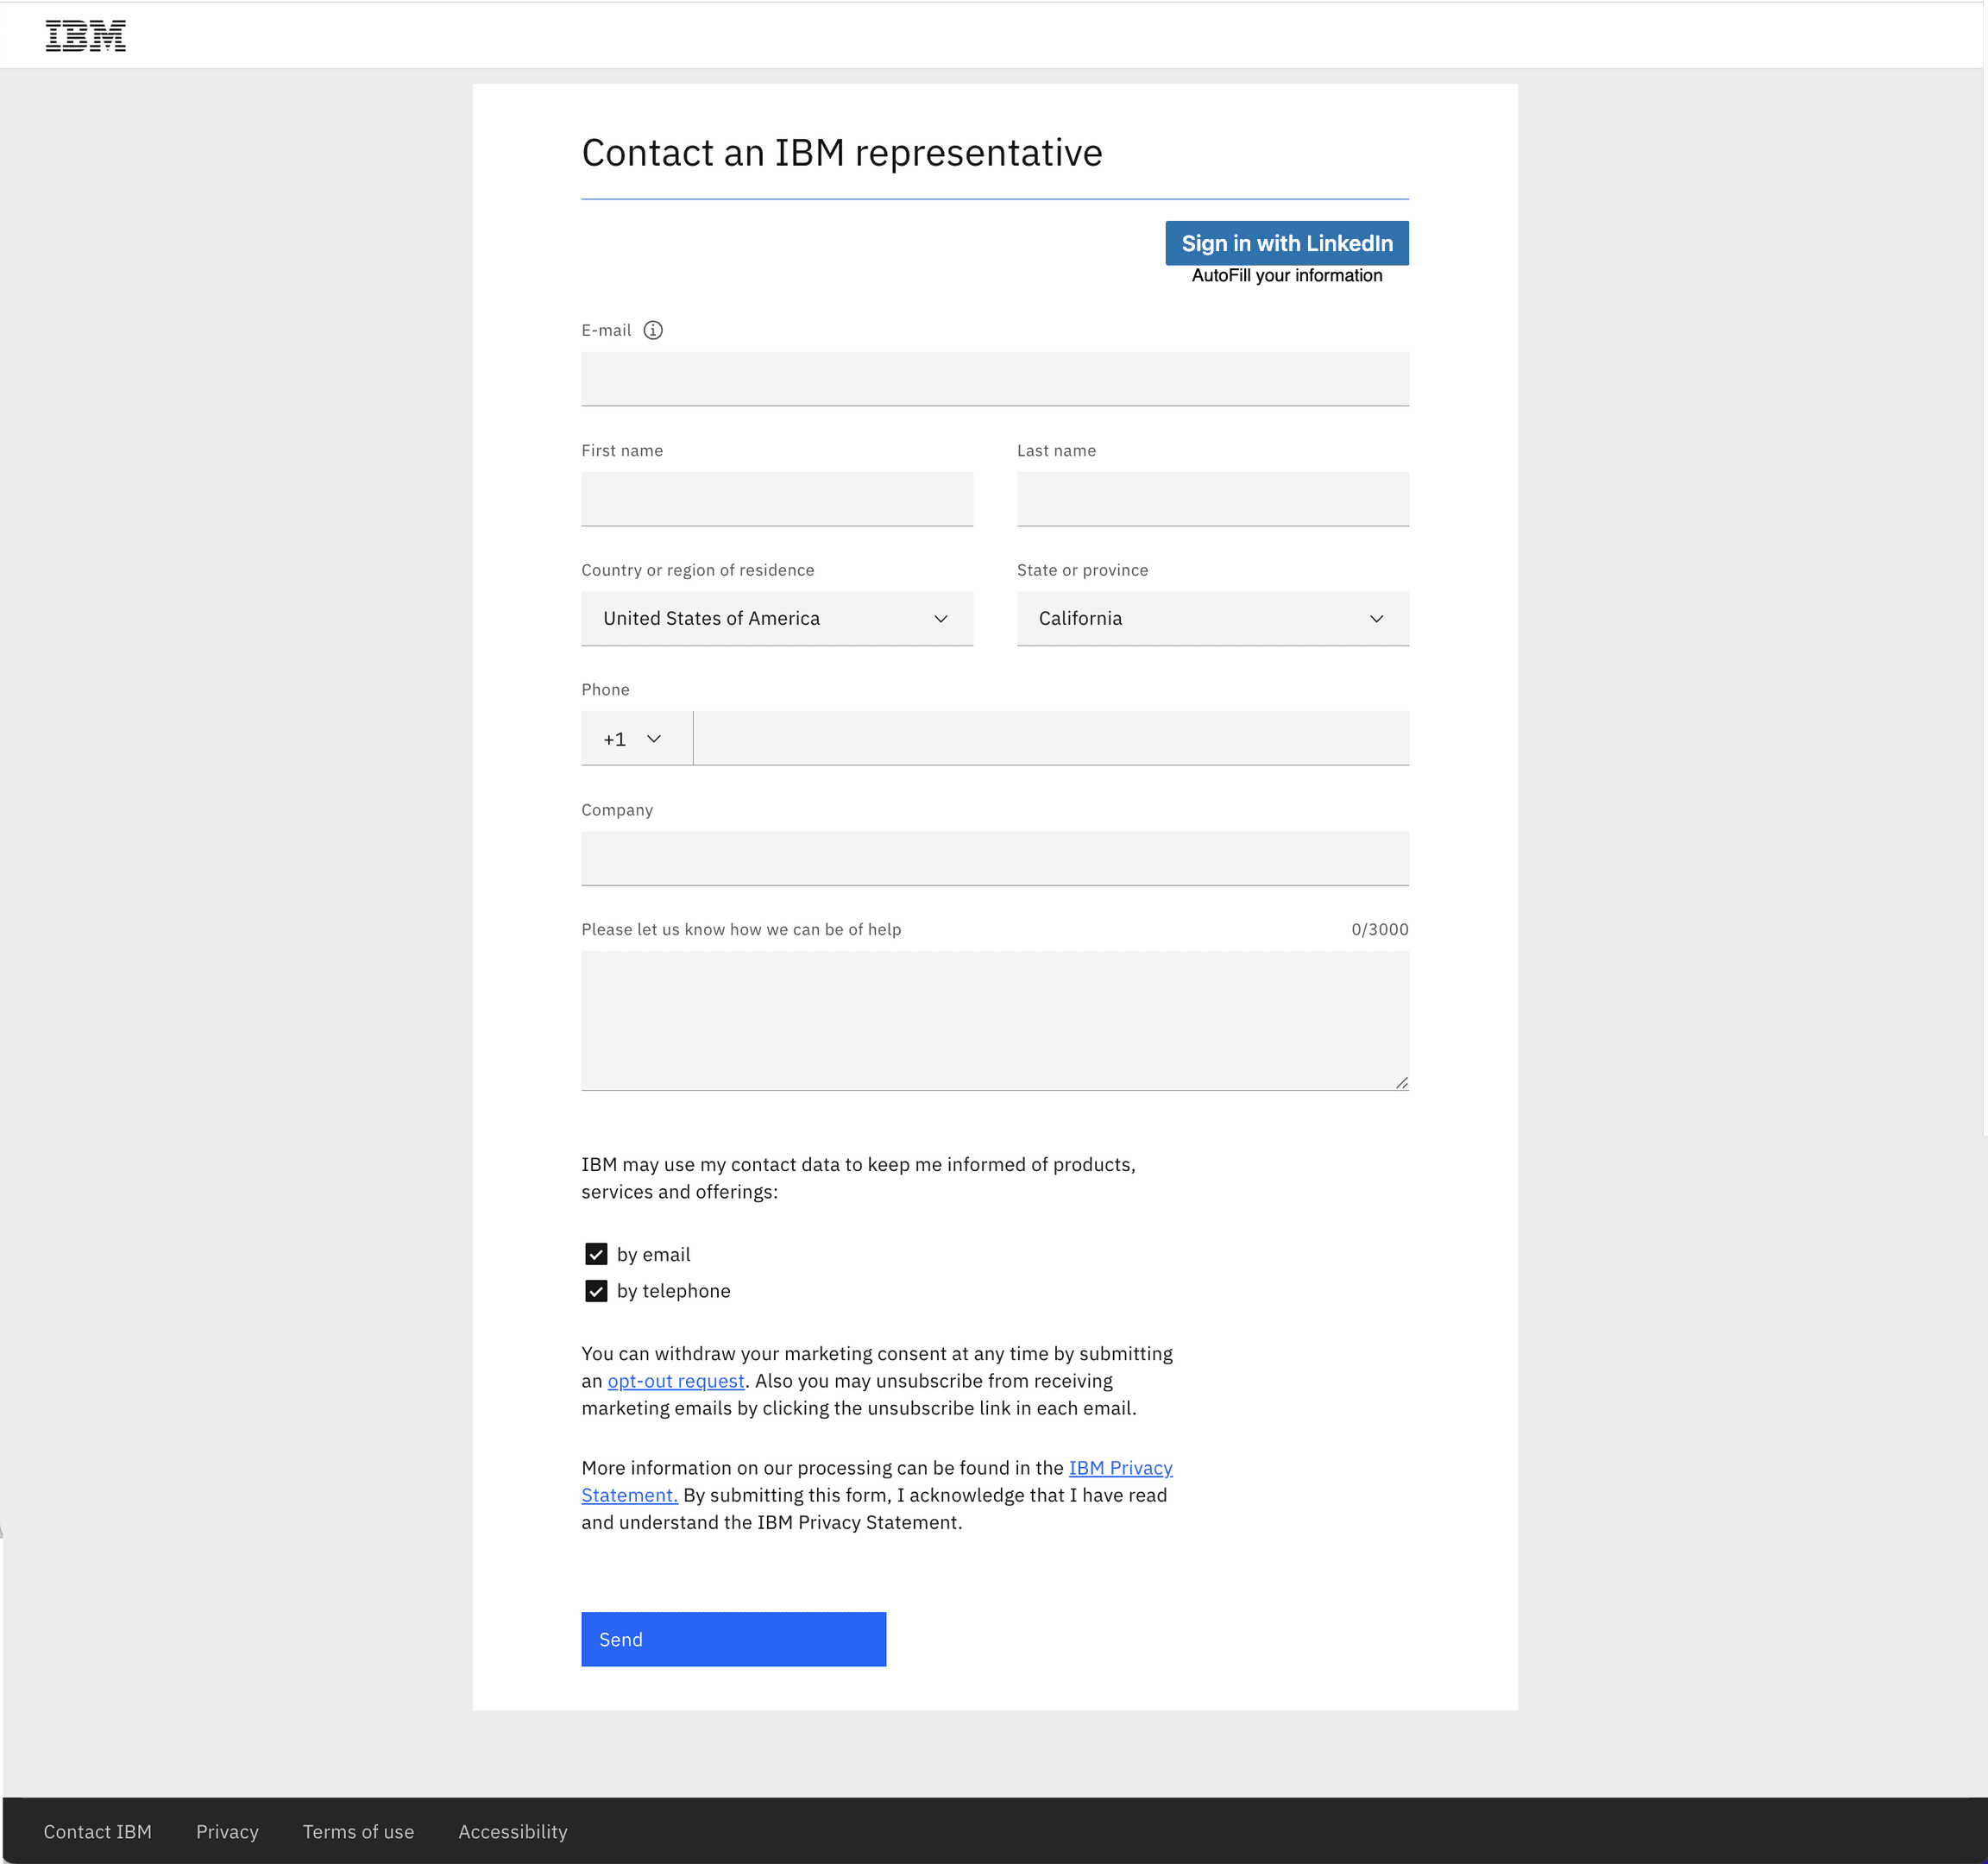 IBM
Contact an IBM representative
Sign in with LinkedIn
AutoFill your information
E-mail
First name
Last name
Country or region of residence
State or province
United States of America
California
Phone
+1
Company
Please let us know how we can be of help
0/3000
IBM may use my contact data to keep me informed of products,
services and offerings:
by email
by telephone
You can withdraw your marketing consent at any time by submitting
an opt-out request. Also you may unsubscribe from receiving
marketing emails by clicking the unsubscribe link in each email.
More information on our processing can be found in the IBM Privacy
Statement. By submitting this form, I acknowledge that I have read
and understand the IBM Privacy Statement.
Send
Contact IBM
Privacy
Terms of use
Accessibility